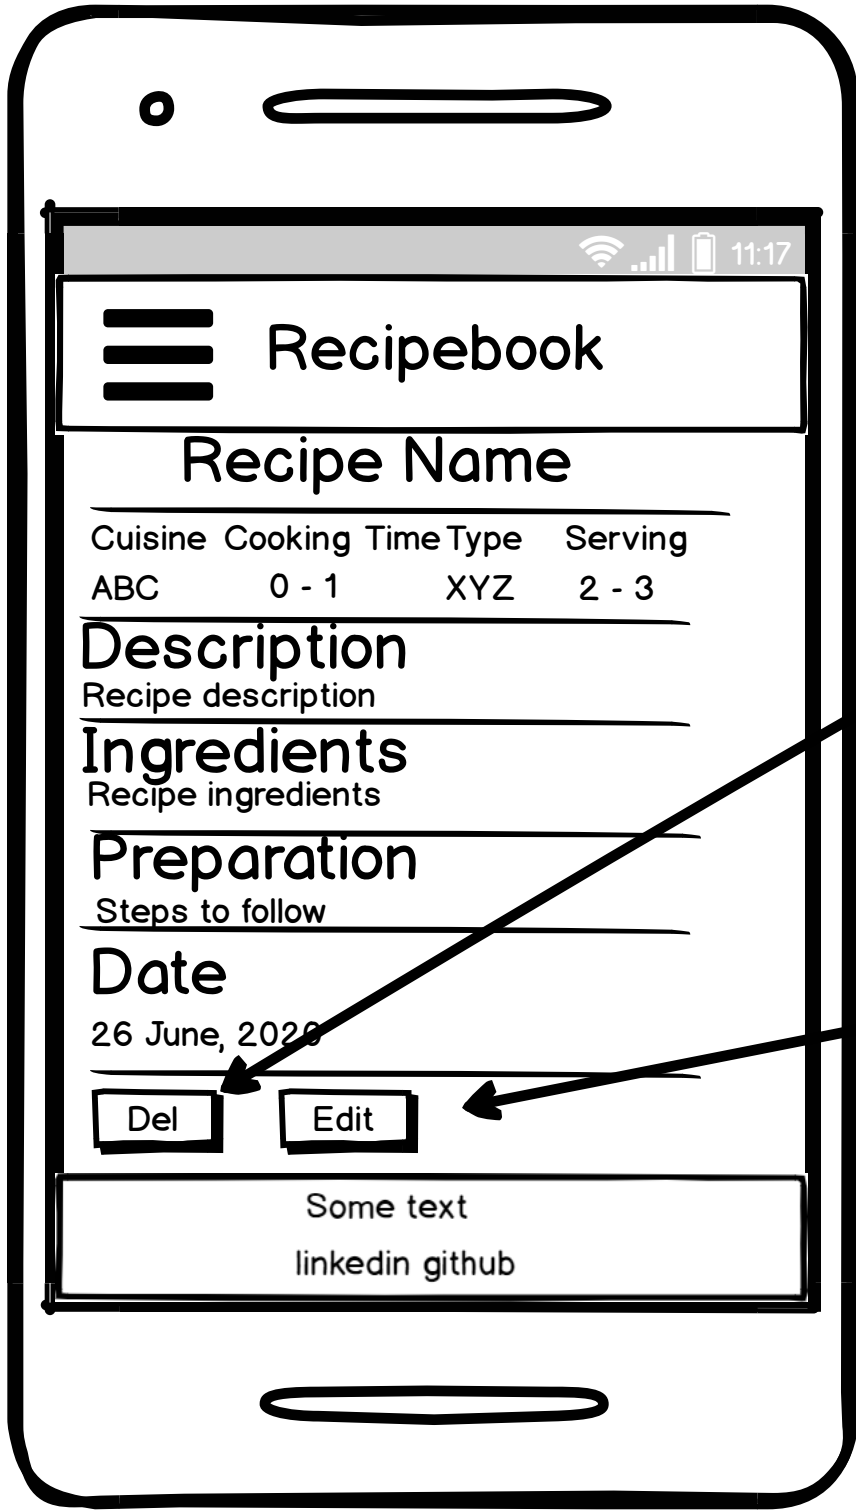 11:17
Recipebook
Recipe Name
Cuisine Cooking Time Type Serving
ABC 0 - 1 XYZ 2 - 3
Description
Recipe description
Ingredients
Recipe ingredients
Preparation
Steps to follow
Date
26 June, 2020
Del Edit
Some text
linkedin github